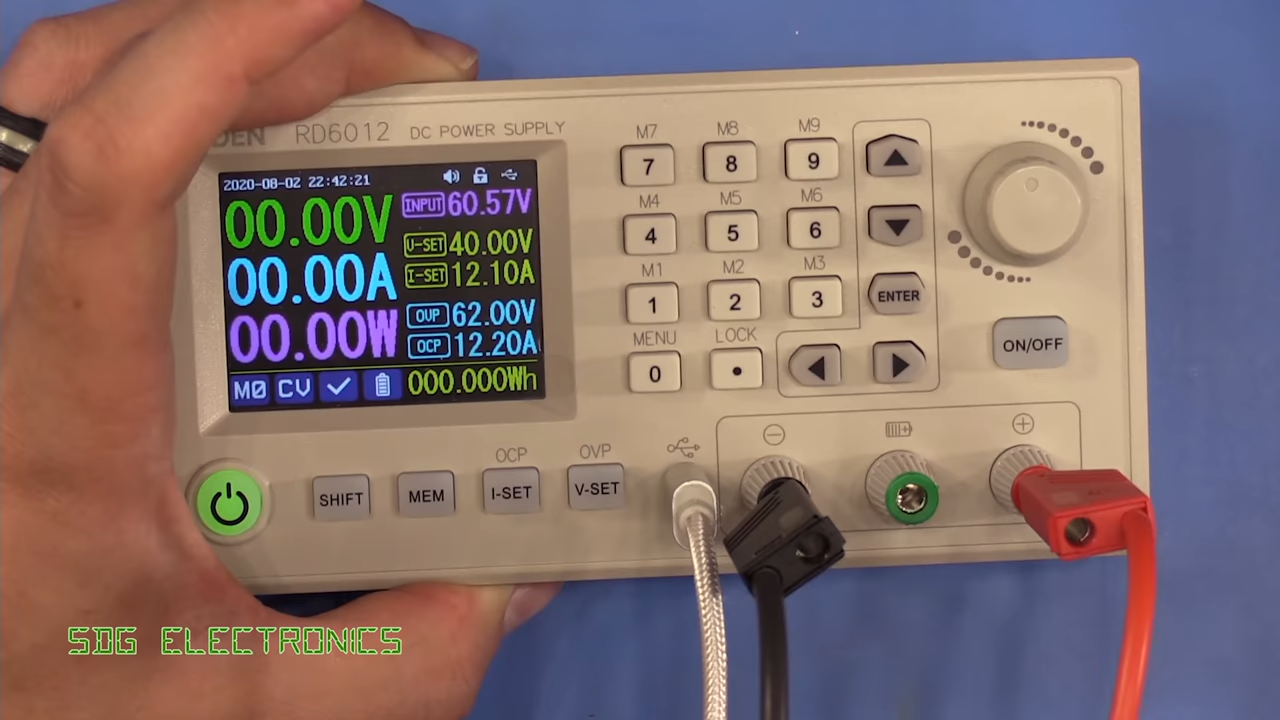 DEN RD6012 DC POWER SUPPLY
2020-08-02 22:42:21
00.00V
00.00A
00.00W
INPUT 60.57V
V-SET 40.00V
I-SET 12.10A
OVP 62.00V
OCP 12.20A
M0 CV 000.000Wh
M7 M8 M9
7 8 9
M4 M5 M6
4 5 6
M1 M2 M3
1 2 3
ENTER
MENU LOCK
0 •
ON/OFF
OCP OVP
SHIFT MEM I-SET V-SET
SDG ELECTRONICS